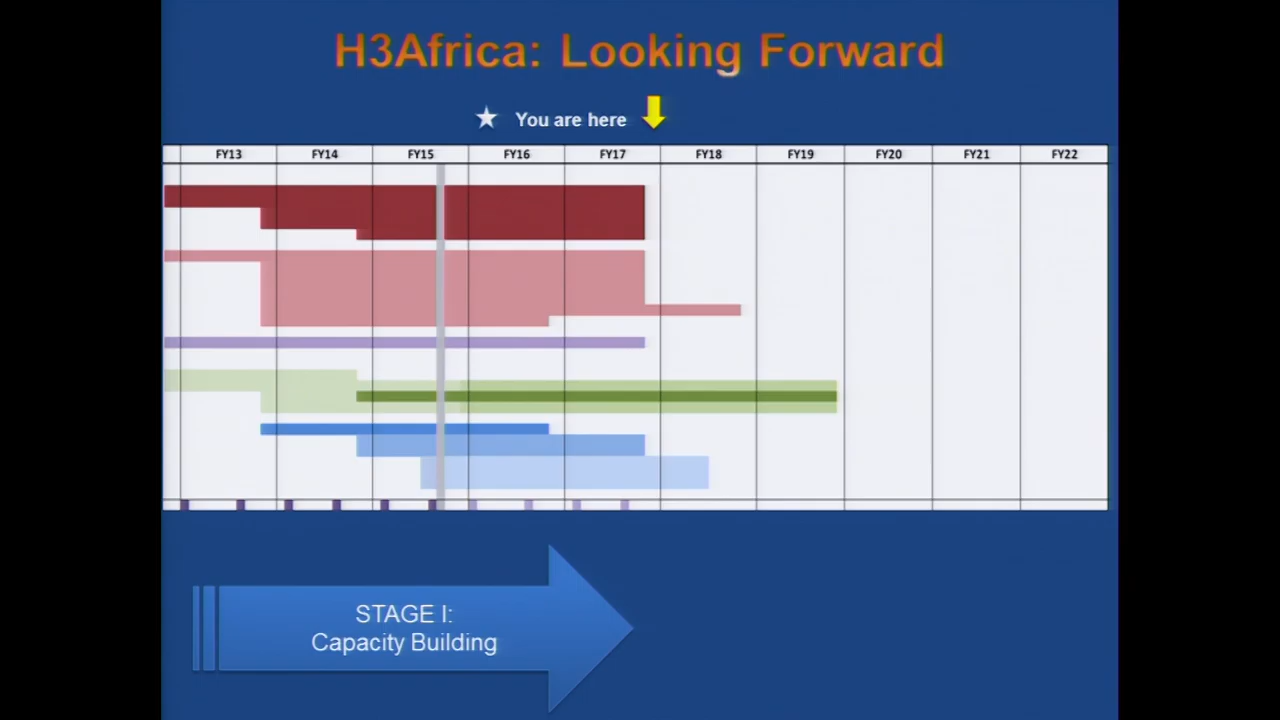 H3Africa: Looking Forward
You are here
FY13 FY14 FY15 FY16 FY17 FY18 FY19 FY20 FY21 FY22
STAGE I:
Capacity Building